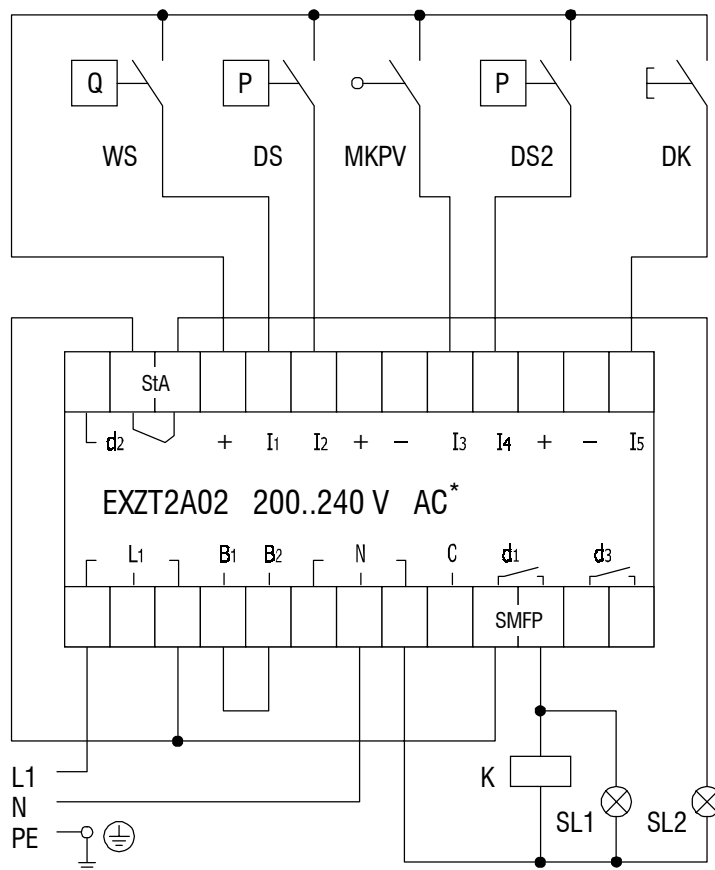 Q P P
WS DS MKPV DS2 DK
StA
d2 + I1 I2 + − I3 I4 + − I5
EXZT2A02 200..240 V AC*
L1 B1 B2 N C d1 d3
SMFP
L1
N
PE
K
SL1 SL2